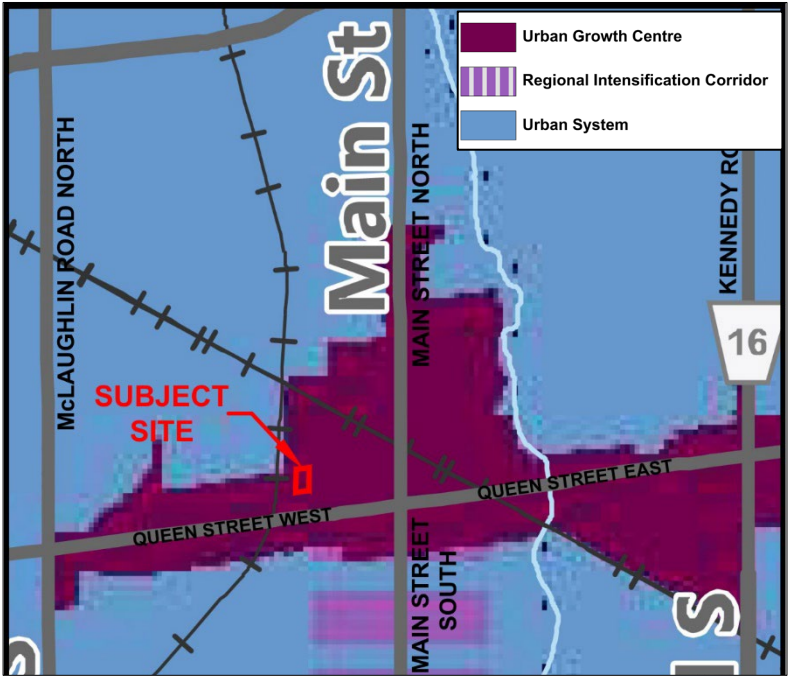 Main St
Urban Growth Centre
Regional Intensification Corridor
Urban System
McLAUGHLIN ROAD NORTH
MAIN STREET NORTH
KENNEDY RO
16
SUBJECT
SITE
QUEEN STREET WEST
QUEEN STREET EAST
MAIN STREET
SOUTH
S
S